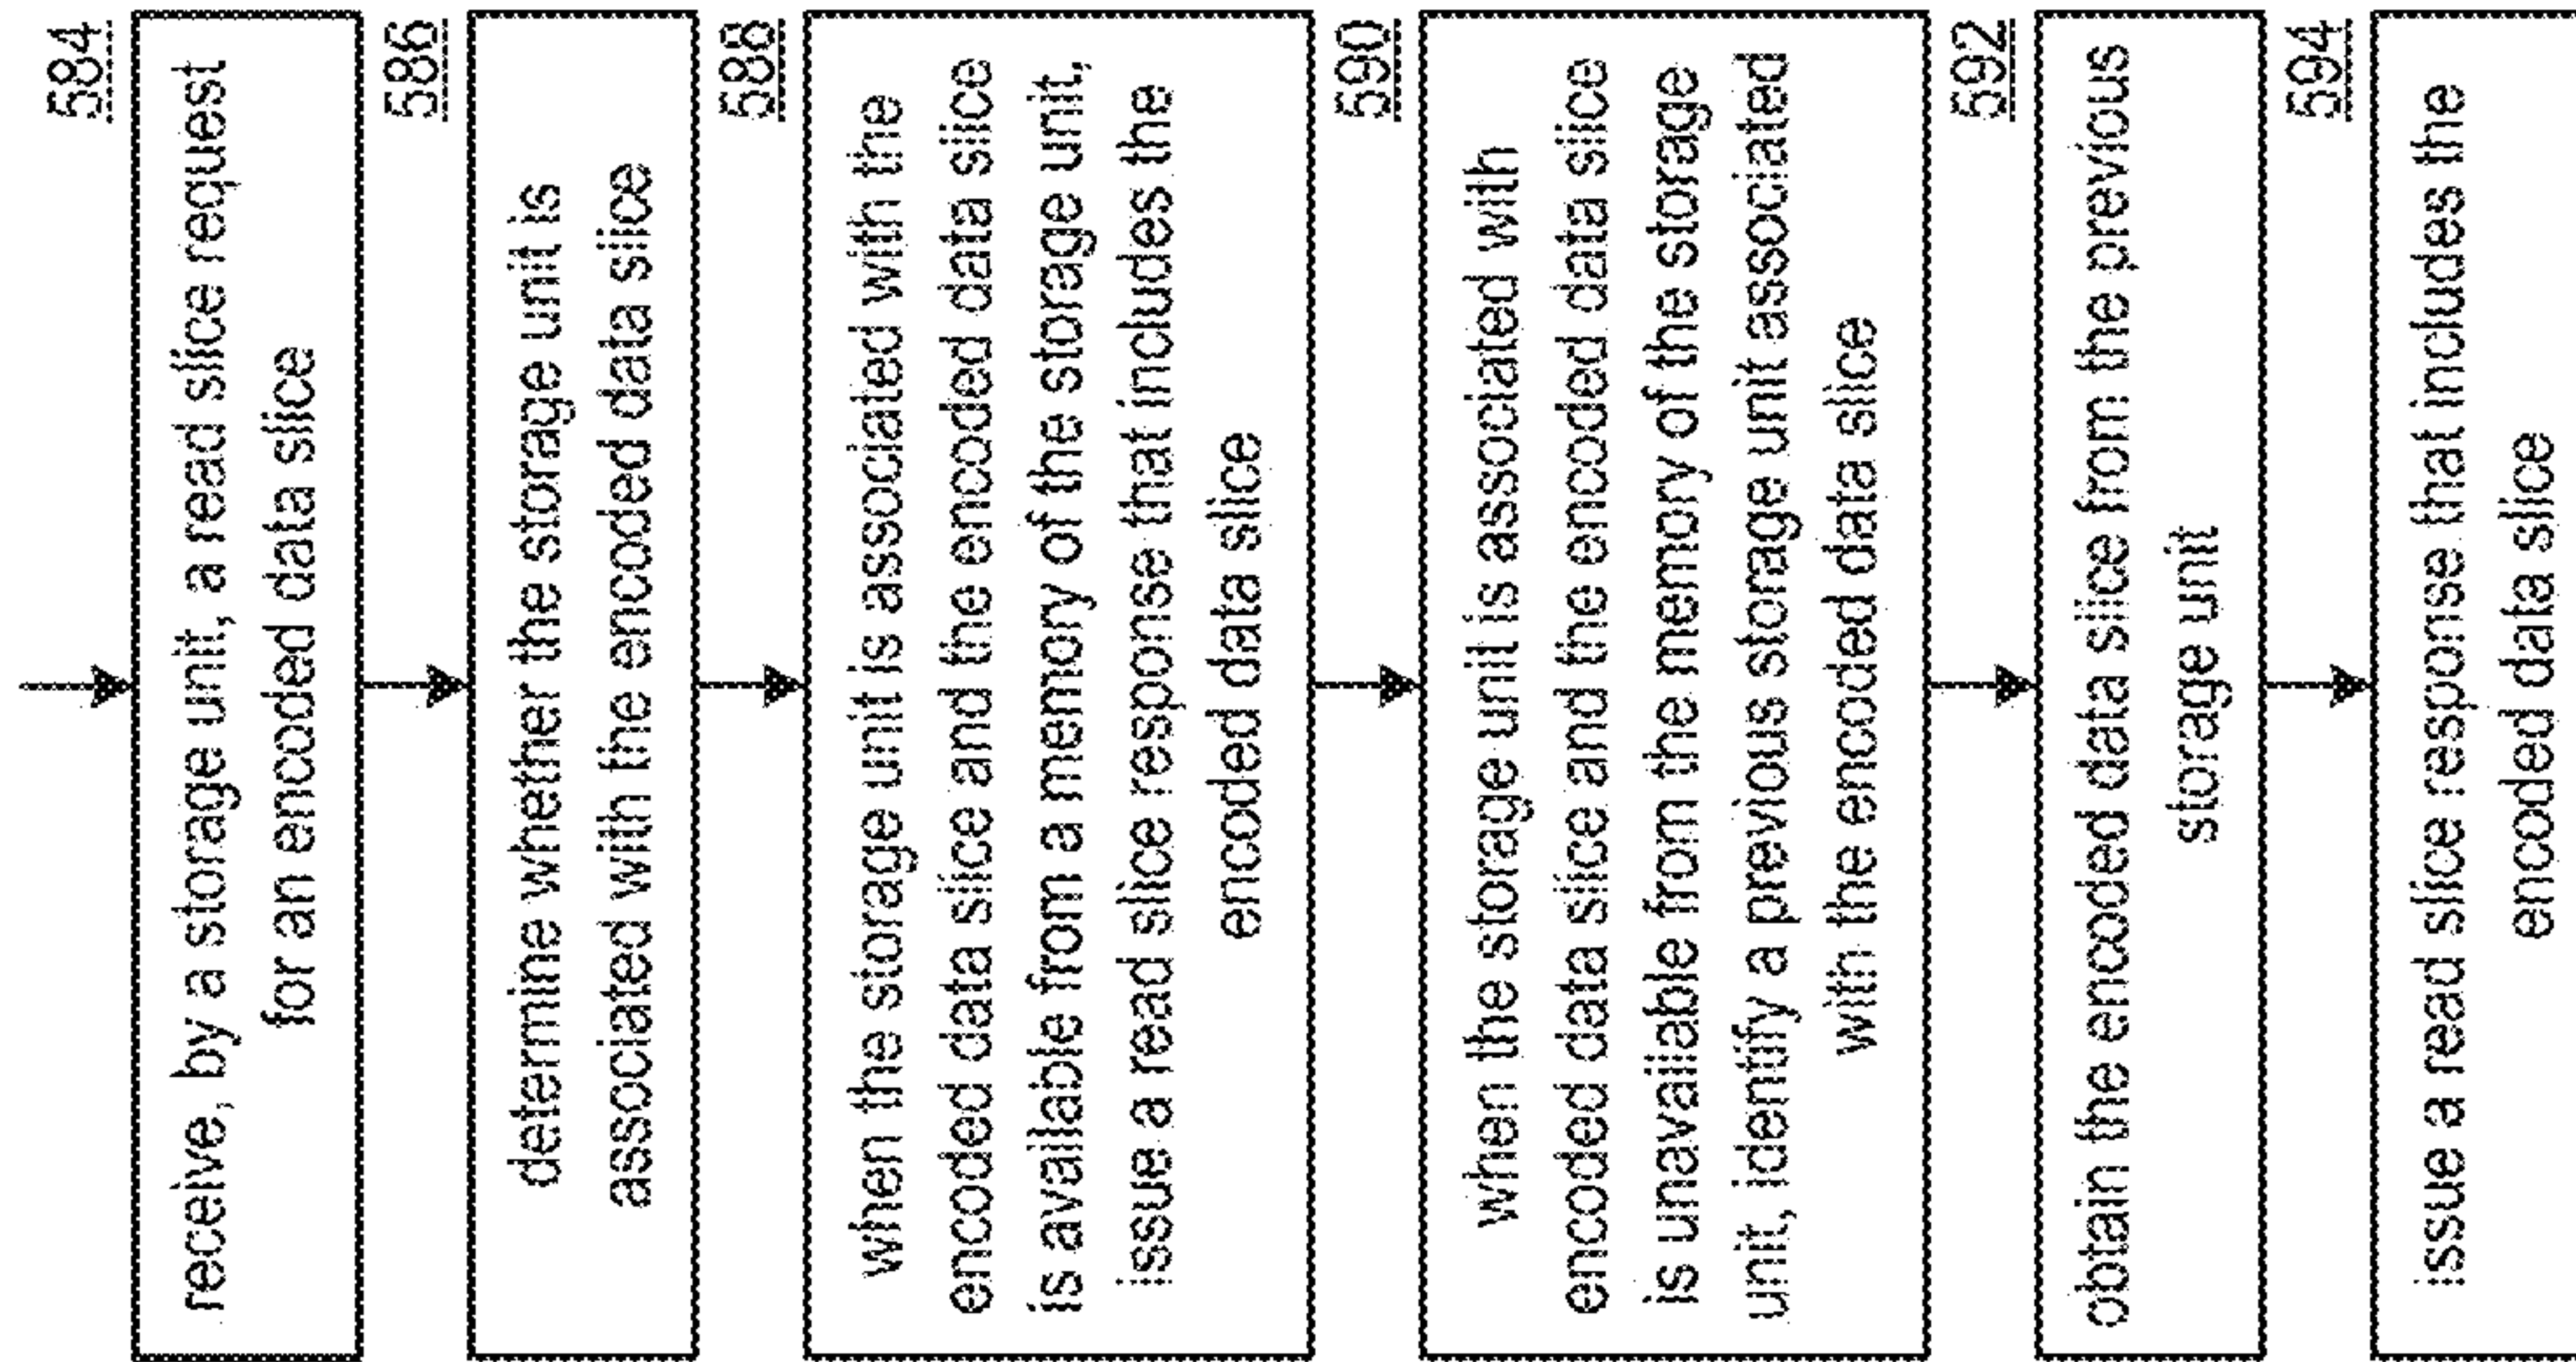 584
receive, by a storage unit, a read slice request
for an encoded data slice
586
determine whether the storage unit is
associated with the encoded data slice
588
when the storage unit is associated with the
encoded data slice and the encoded data slice
is available from a memory of the storage unit,
issue a read slice response that includes the
encoded data slice
590
when the storage unit is associated with
encoded data slice and the encoded data slice
is unavailable from the memory of the storage
unit, identify a previous storage unit associated
with the encoded data slice
592
obtain the encoded data slice from the previous
storage unit
594
issue a read slice response that includes the
encoded data slice